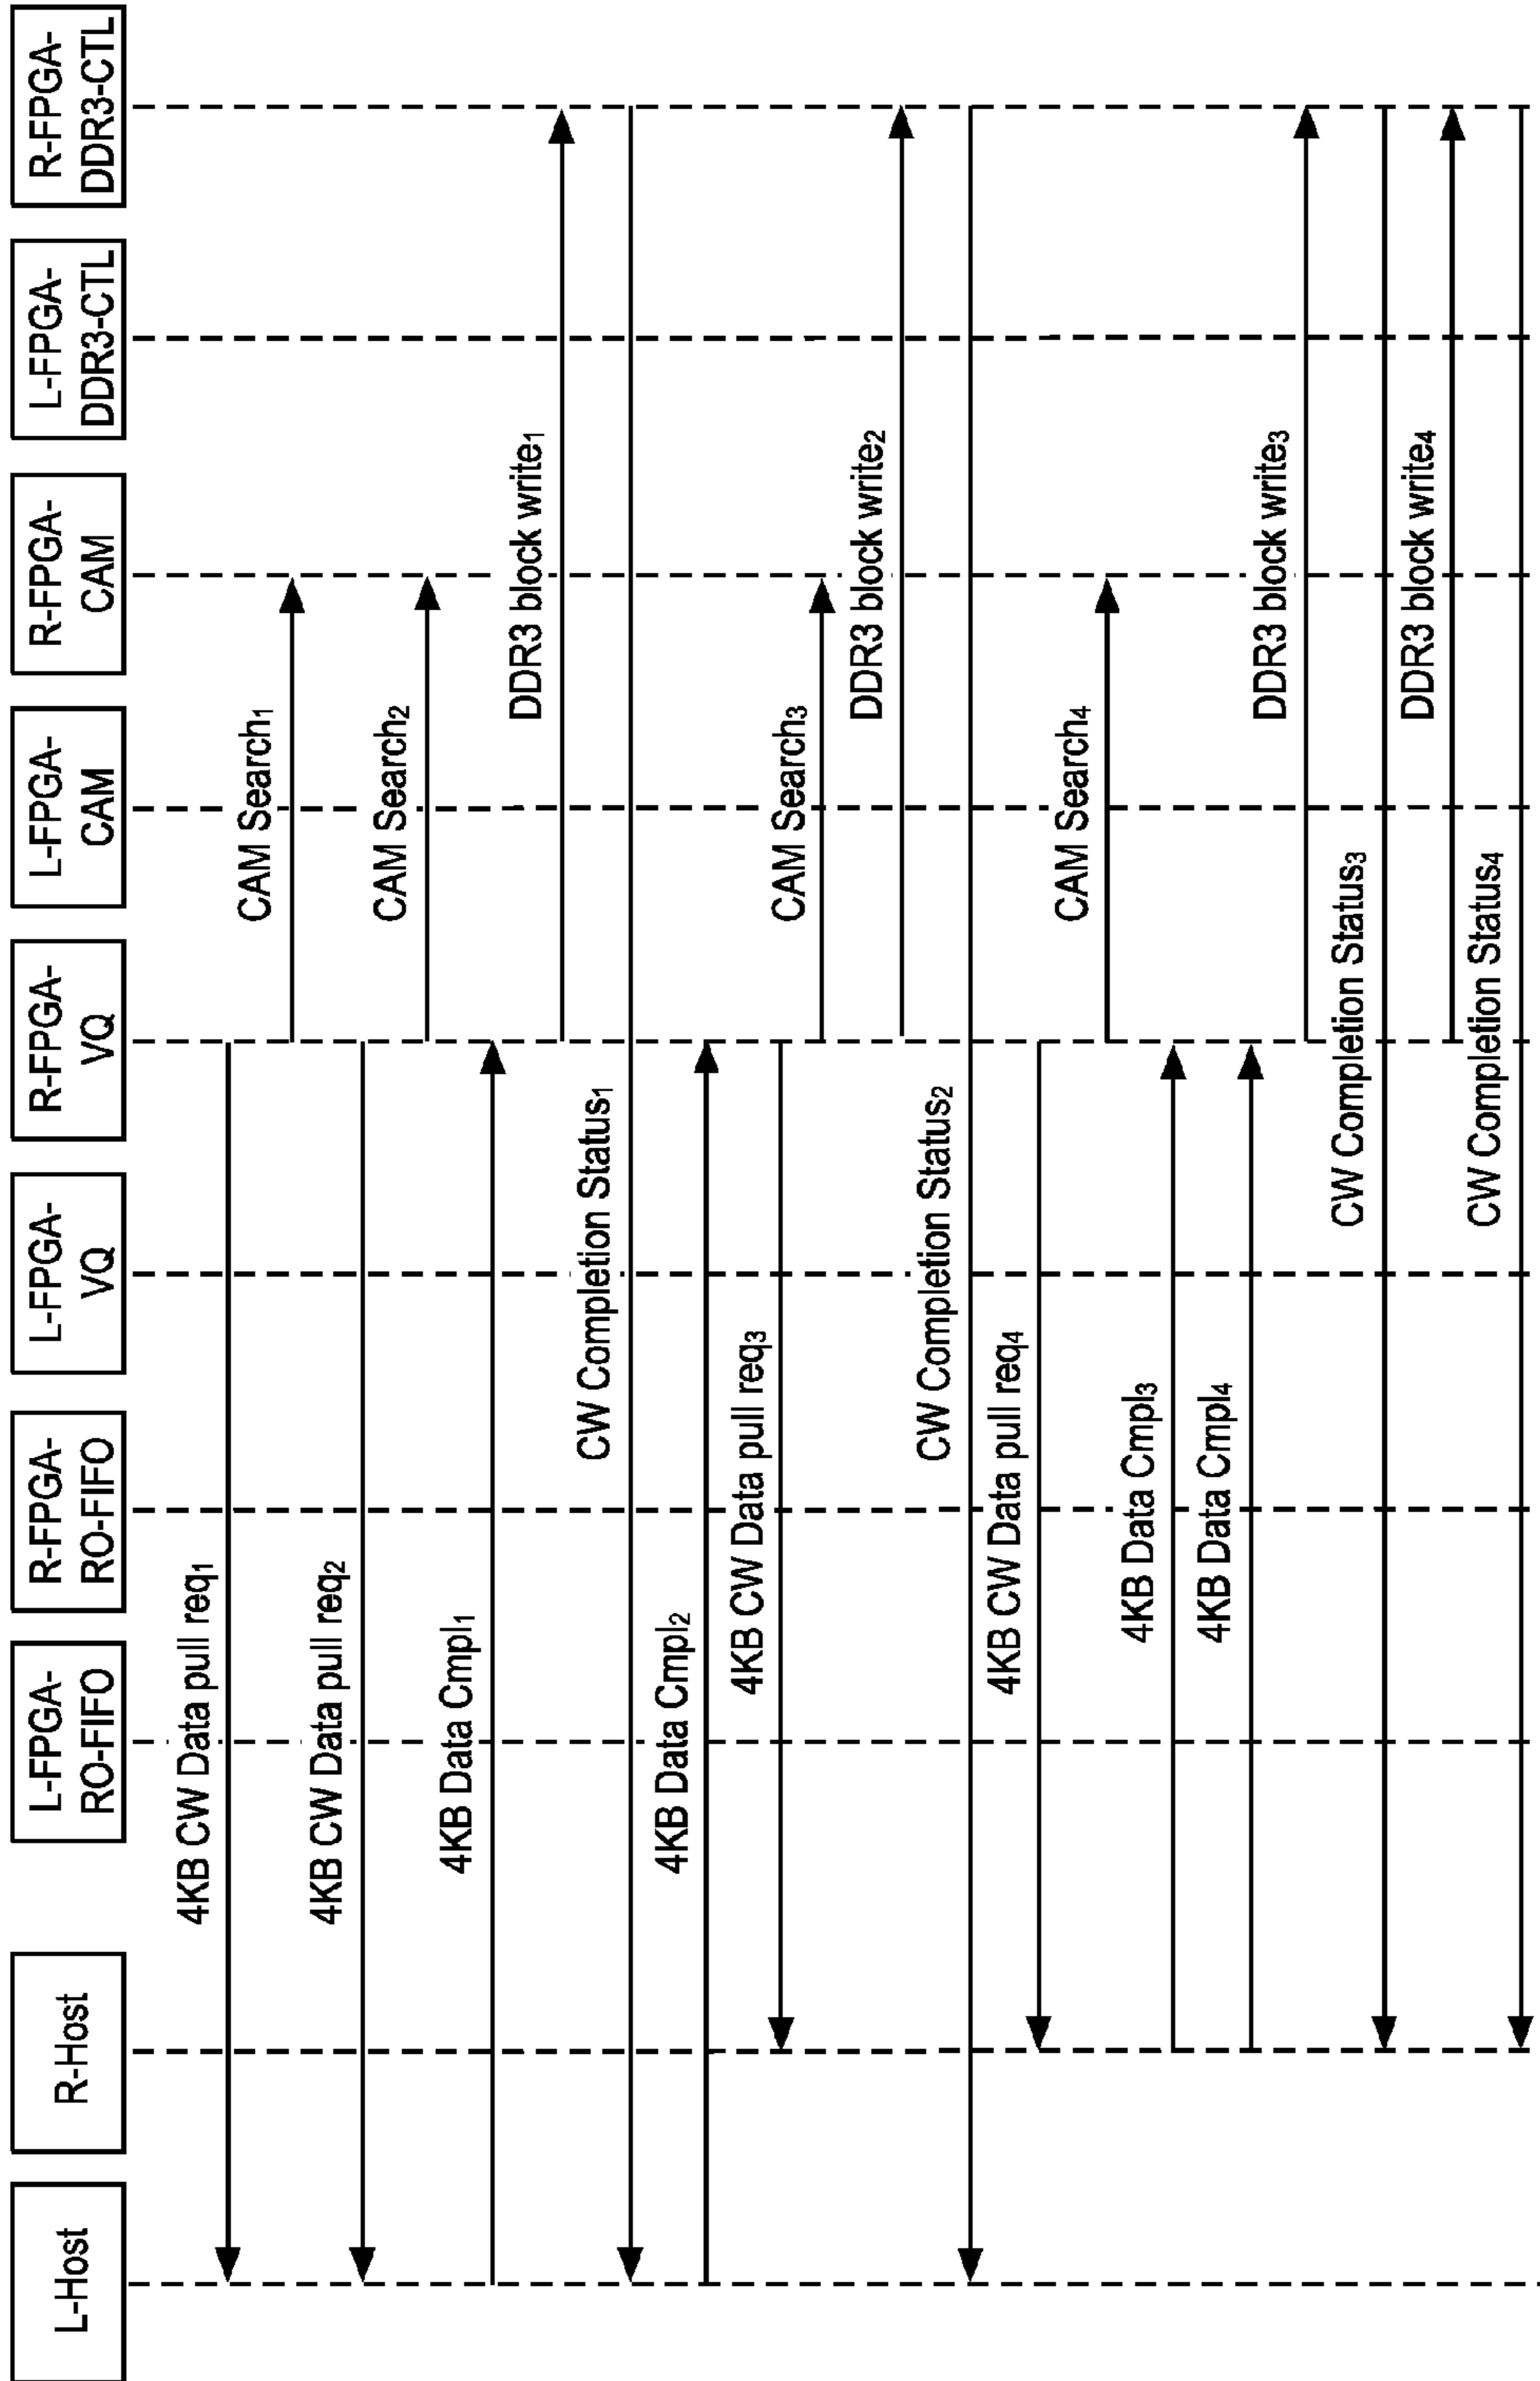 L-Host
R-Host
L-FPGA-
RO-FIFO
R-FPGA-
RO-FIFO
L-FPGA-
VQ
R-FPGA-
VQ
L-FPGA-
CAM
R-FPGA-
CAM
L-FPGA-
DDR3-CTL
R-FPGA-
DDR3-CTL
4KB CW Data pull req₁
CAM Search₁
4KB CW Data pull req₂
CAM Search₂
4KB Data Cmpl₁
DDR3 block write₁
CW Completion Status₁
4KB Data Cmpl₂
4KB CW Data pull req₃
CAM Search₃
DDR3 block write₂
CW Completion Status₂
4KB CW Data pull req₄
CAM Search₄
4KB Data Cmpl₃
4KB Data Cmpl₄
DDR3 block write₃
CW Completion Status₃
DDR3 block write₄
CW Completion Status₄